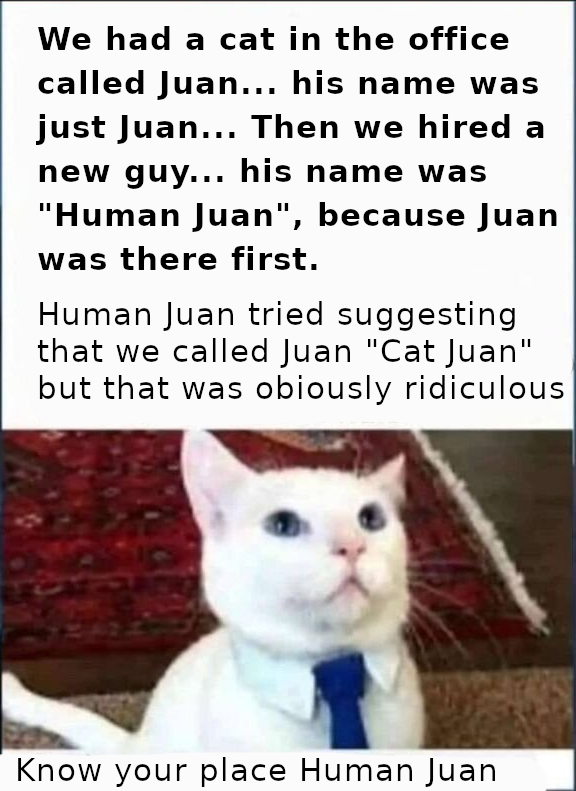 We had a cat in the office
called Juan... his name was
just Juan... Then we hired a
new guy... his name was
"Human Juan", because Juan
was there first.
Human Juan tried suggesting
that we called Juan "Cat Juan"
but that was obiously ridiculous
Know your place Human Juan